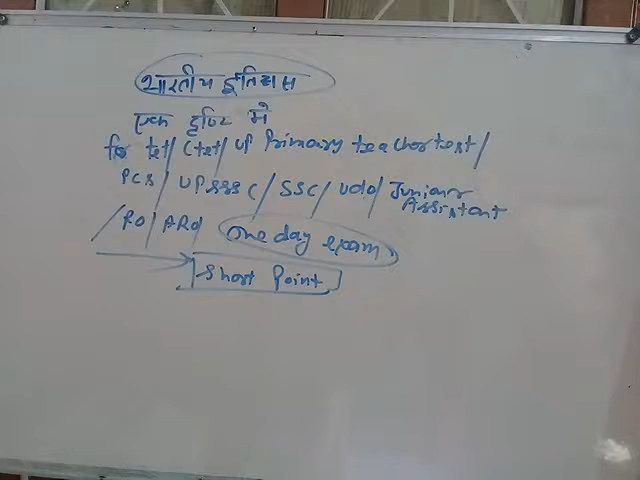 भारतीय इतिहास
एक दृष्टि में
for tet/ Ctet/ UP Primary teacher test/
PCS/ UPSSSC/ SSC/ Vdo/ Junior Assistant
/RO/ ARO/ one day exam
Short Point